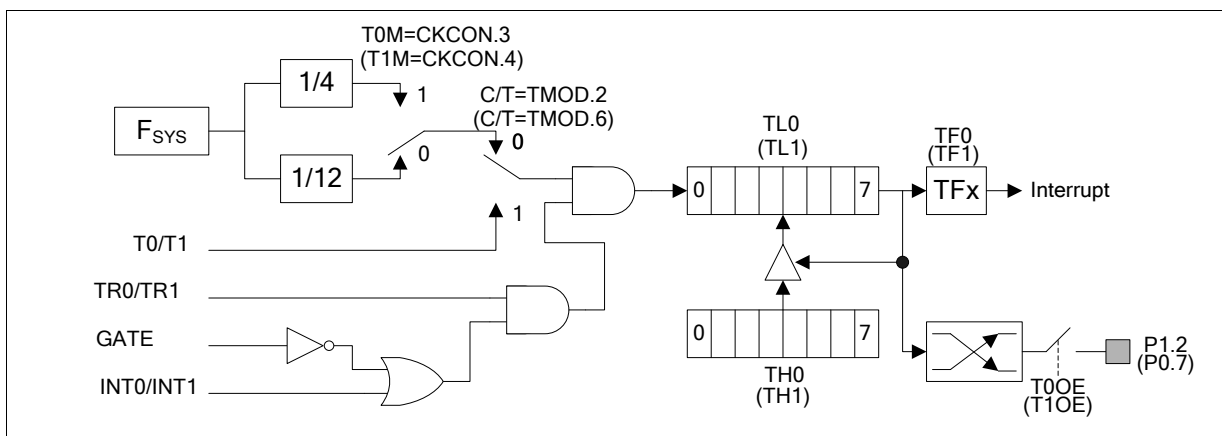 T0M=CKCON.3
(T1M=CKCON.4)
1/4
1
C/T=TMOD.2
(C/T=TMOD.6)
FSYS
0
0
1/12
1
T0/T1
TR0/TR1
GATE
INT0/INT1
TL0
(TL1)
0 7
TF0
(TF1)
TFx
Interrupt
0 7
TH0
(TH1)
P1.2
(P0.7)
T0OE
(T1OE)